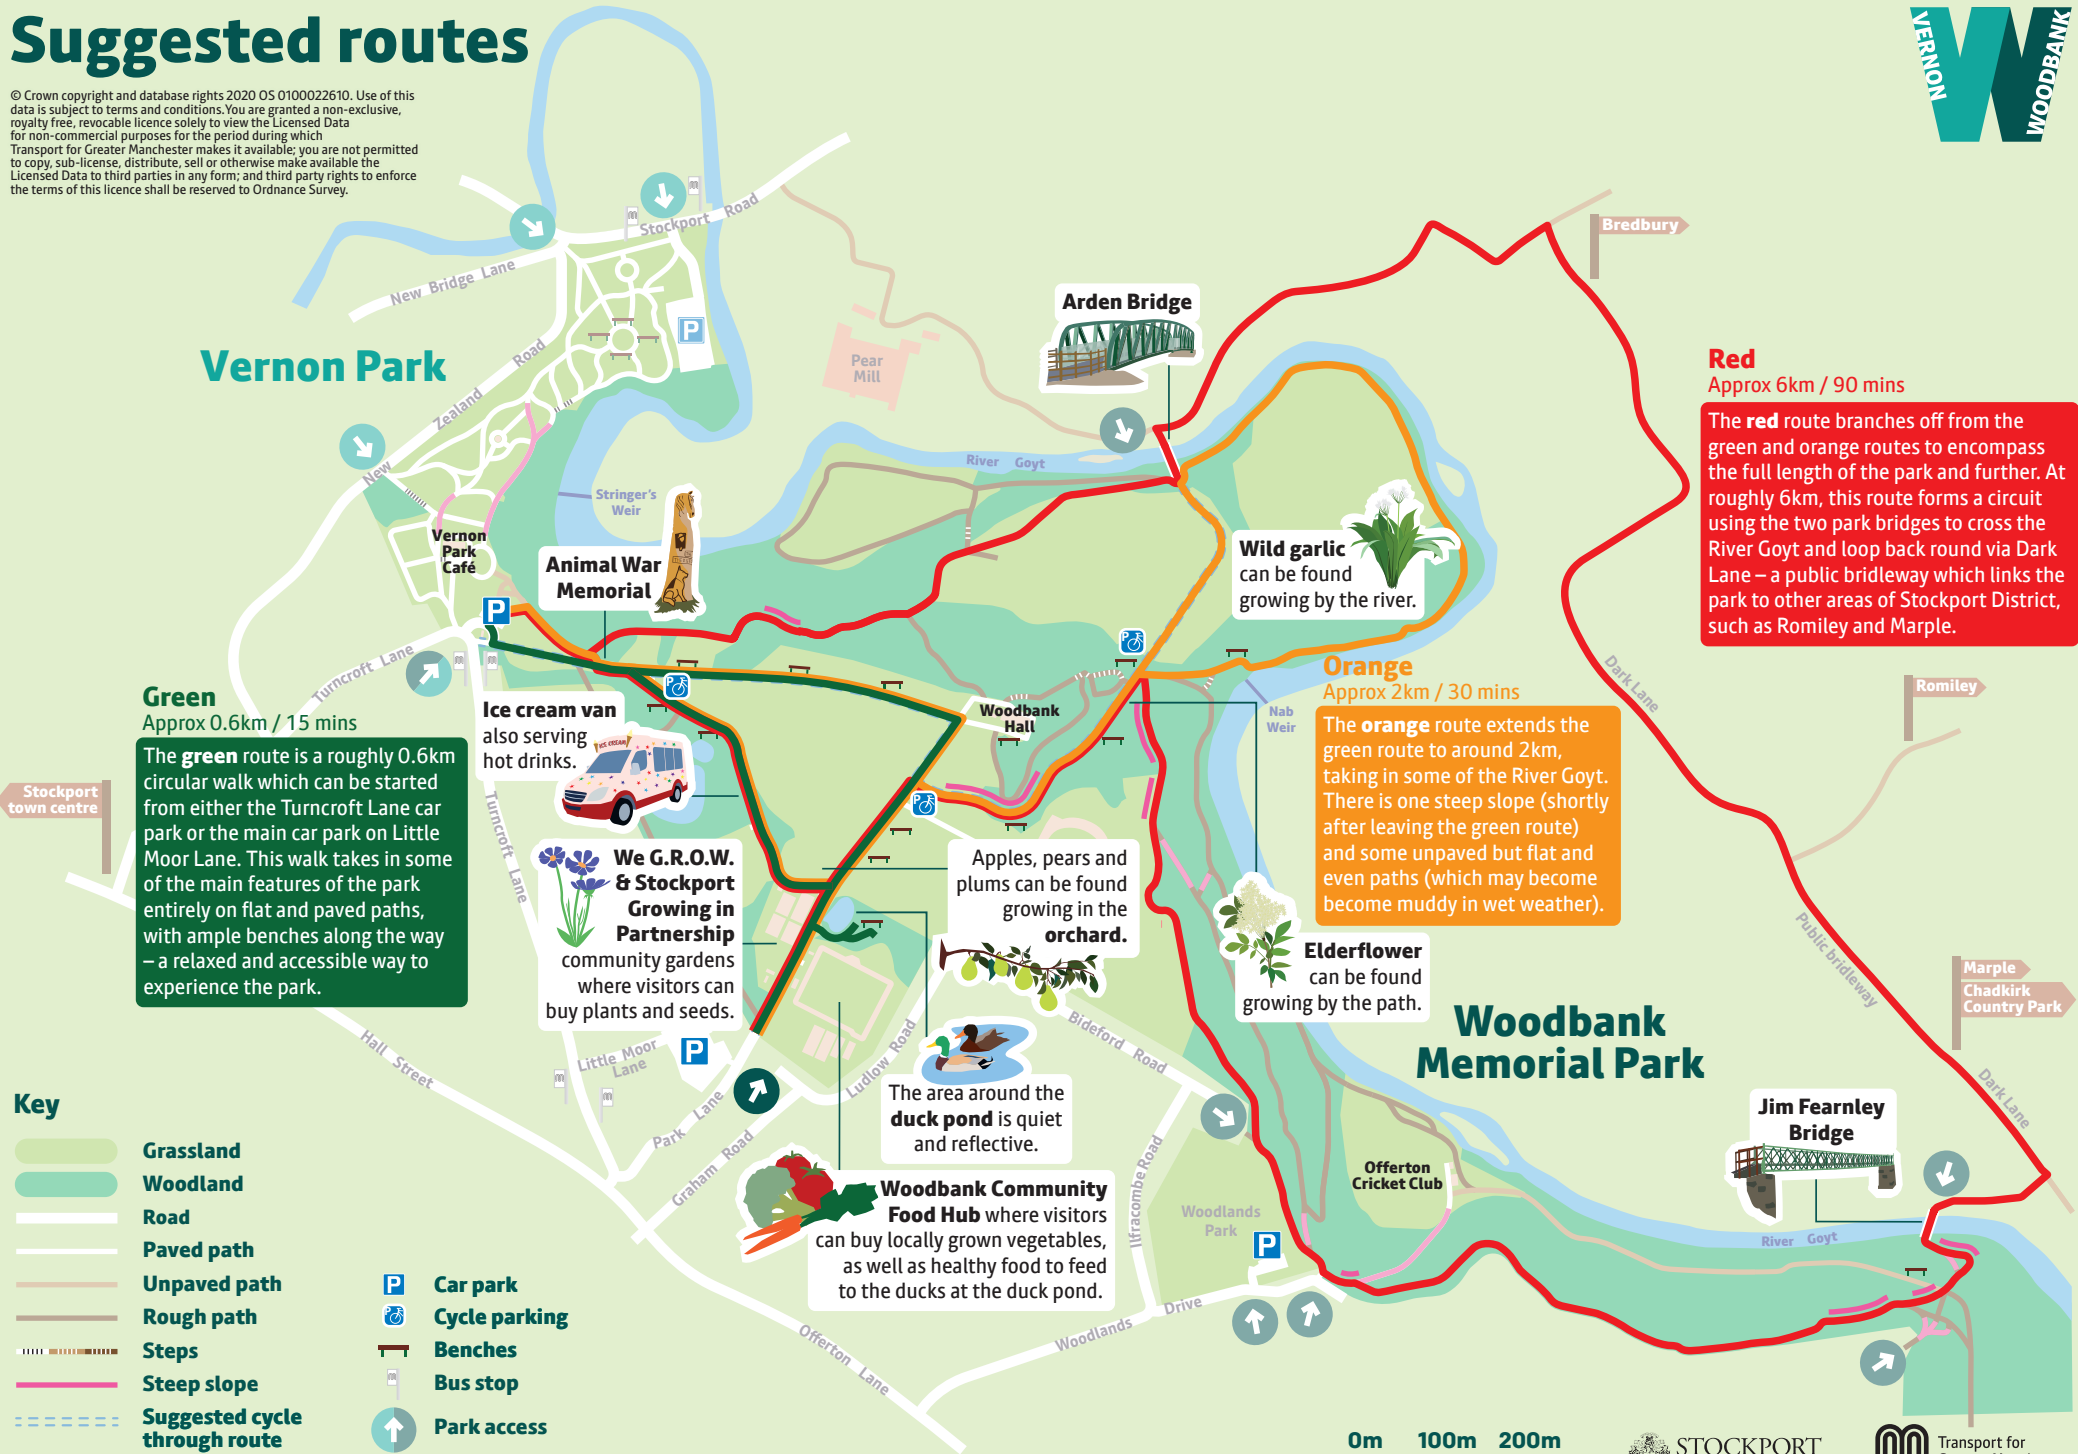 Suggested routes
© Crown copyright and database rights 2020 OS 0100022610. Use of this
data is subject to terms and conditions.You are granted a non-exclusive,
royalty free, revocable licence solely to view the Licensed Data
for non-commercial purposes for the period during which
Transport for Greater Manchester makes it available; you are not permitted
to copy, sub-license, distribute, sell or otherwise make available the
Licensed Data to third parties in any form; and third party rights to enforce
the terms of this licence shall be reserved to Ordnance Survey.
VERNON
WOODBANK
Stockport Road
New Bridge Lane
Bredbury
Arden Bridge
Vernon Park
P
Pear
Mill
New Zealand Road
Red
Approx 6km / 90 mins
The red route branches off from the
green and orange routes to encompass
the full length of the park and further. At
roughly 6km, this route forms a circuit
using the two park bridges to cross the
River Goyt and loop back round via Dark
Lane – a public bridleway which links the
park to other areas of Stockport District,
such as Romiley and Marple.
River Goyt
Stringer's
Weir
Vernon
Park
Café
Animal War
Memorial
Wild garlic
can be found
growing by the river.
P
P
P
Turncroft Lane
Dark Lane
Romiley
Green
Approx 0.6km / 15 mins
The green route is a roughly 0.6km
circular walk which can be started
from either the Turncroft Lane car
park or the main car park on Little
Moor Lane. This walk takes in some
of the main features of the park
entirely on flat and paved paths,
with ample benches along the way
– a relaxed and accessible way to
experience the park.
Orange
Approx 2km / 30 mins
The orange route extends the
green route to around 2km,
taking in some of the River Goyt.
There is one steep slope (shortly
after leaving the green route)
and some unpaved but flat and
even paths (which may become
become muddy in wet weather).
Ice cream van
also serving
hot drinks.
ICE CREAM
Woodbank
Hall
Nab
Weir
Stockport
town centre
Turncroft Lane
P
We G.R.O.W.
& Stockport
Growing in
Partnership
community gardens
where visitors can
buy plants and seeds.
Apples, pears and
plums can be found
growing in the
orchard.
Elderflower
can be found
growing by the path.
Public bridleway
Marple
Chadkirk
Country Park
Woodbank
Memorial Park
Hall Street
Little Moor
Lane
P
Ludlow Road
Bideford Road
The area around the
duck pond is quiet
and reflective.
Park Lane
Graham Road
Dark Lane
Jim Fearnley
Bridge
Ilfracombe Road
Offerton
Cricket Club
Woodlands
Park
P
River Goyt
Woodbank Community
Food Hub where visitors
can buy locally grown vegetables,
as well as healthy food to feed
to the ducks at the duck pond.
Woodlands Drive
Offerton Lane
Key
Grassland
Woodland
Road
Paved path
Unpaved path
Rough path
Steps
Steep slope
Suggested cycle
through route
P
Car park
P
Cycle parking
Benches
Bus stop
Park access
0m 100m 200m
STOCKPORT
Transport for